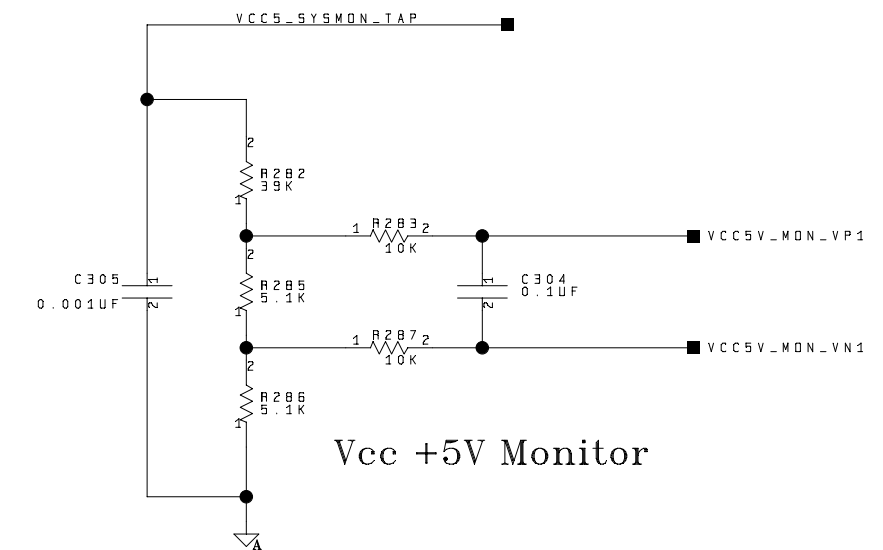 VCC5_SYSMON_TAP
2
R282
39K
1
1 R283 2
10K
VCC5V_MON_VP1
2
C305 1
0.001UF 2
R285
5.1K
1
1 C304
2 0.1UF
1 R287 2
10K
VCC5V_MON_VN1
2
R286
5.1K
1
Vcc +5V Monitor
A